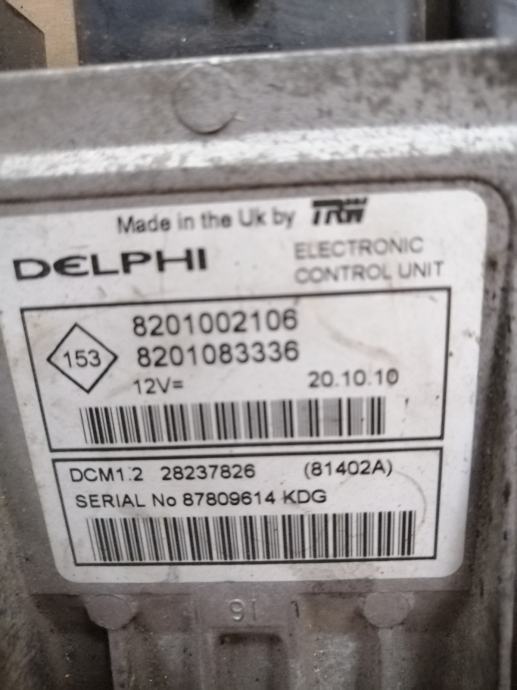 Made in the Uk by TRW
DELPHI
ELECTRONIC
CONTROL UNIT
8201002106
153
8201083336
12V= 20.10.10
DCM1.2 28237826 (81402A)
SERIAL No 87809614 KDG
91